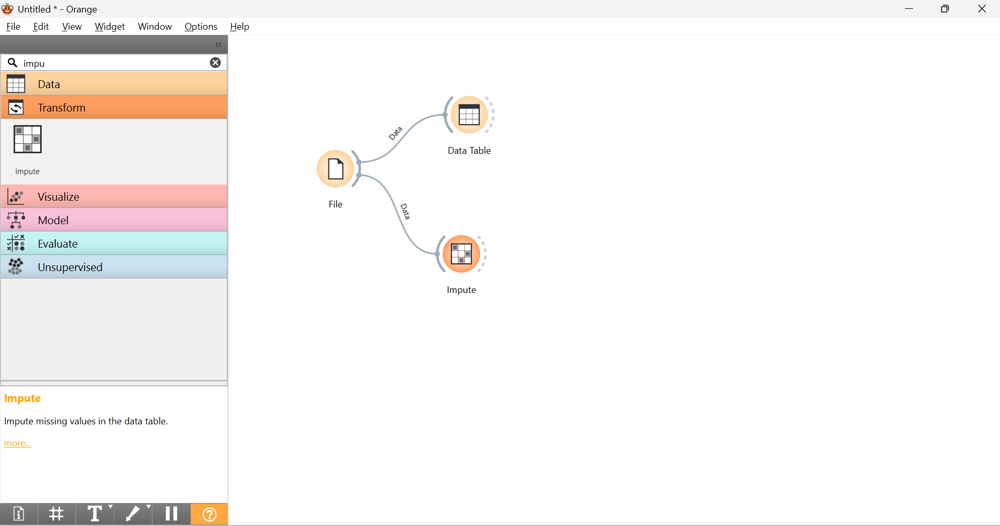 Untitled * - Orange
File Edit View Widget Window Options Help
«
impu
Data
Transform
Impute
Visualize
Model
Evaluate
Unsupervised
Data
Data Table
File
Data
Impute
Impute
Impute missing values in the data table.
more...
T
?